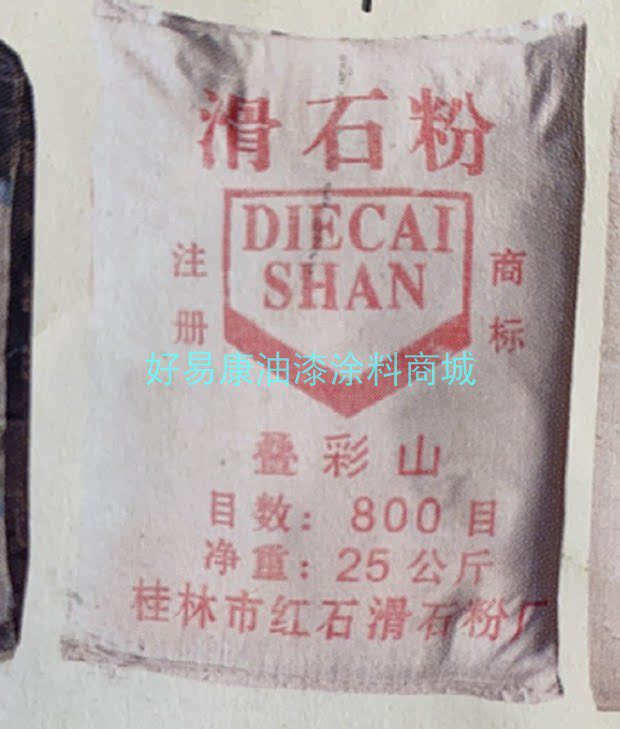 滑石粉
DIECAI
SHAN
注册
商标
好易康油漆涂料商城
叠彩山
目数：800目
净重：25公斤
桂林市红石滑石粉厂